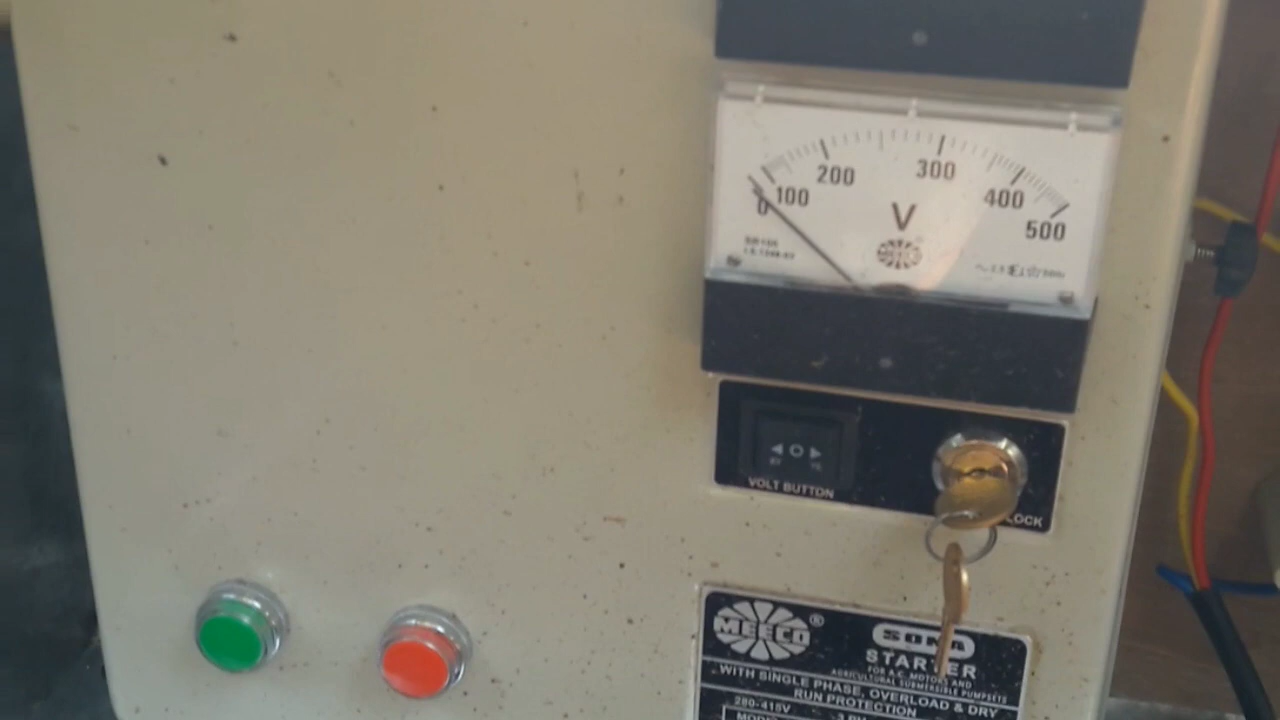 0 100 200 300 400 500
V
MEECO
VOLT BUTTON
LOCK
MEECO®
SONA
STARTER
FOR A.C. MOTORS AND
AGRICULTURAL SUBMERSIBLE PUMPSETS
WITH SINGLE PHASE, OVERLOAD & DRY
RUN PROTECTION
280-415V